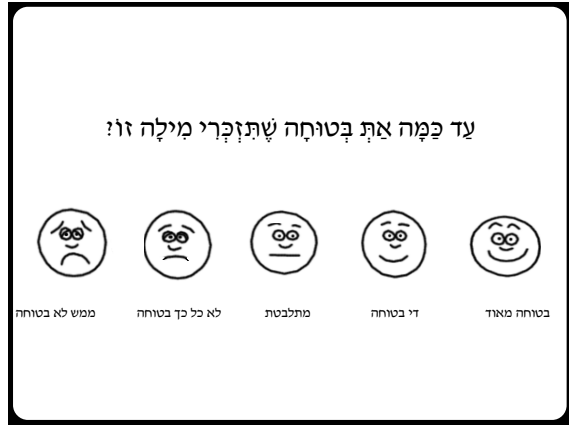 עַד כַּמָּה אַתְּ בְּטוּחָה שֶׁתִּזְכְּרִי מִילָה זוֹ?
בטוחה מאוד די בטוחה מתלבטת לא כל כך בטוחה ממש לא בטוחה